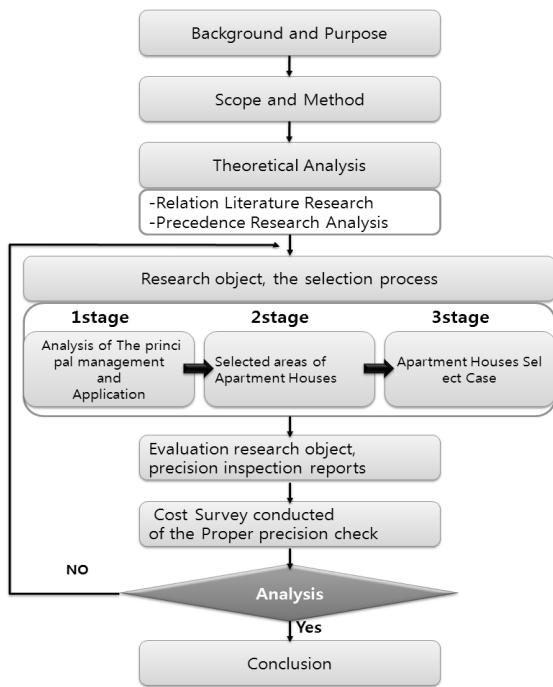 Background and Purpose
Scope and Method
Theoretical Analysis
-Relation Literature Research
-Precedence Research Analysis
Research object, the selection process
1stage
2stage
3stage
Analysis of The princi
pal management
and
Application
Selected areas of
Apartment Houses
Apartment Houses Sel
ect Case
Evaluation research object,
precision inspection reports
Cost Survey conducted
of the Proper precision check
NO
Analysis
Yes
Conclusion